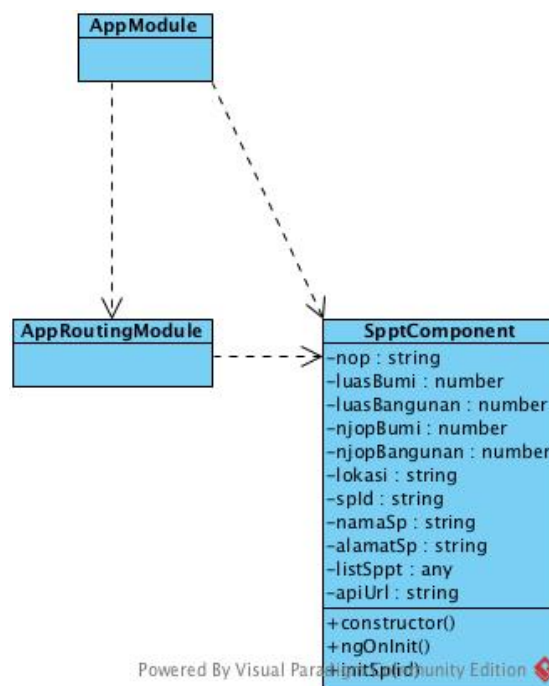 AppModule
AppRoutingModule
SpptComponent
-nop : string
-luasBumi : number
-luasBangunan : number
-njopBumi : number
-njopBangunan : number
-lokasi : string
-spId : string
-namaSp : string
-alamatSp : string
-listSppt : any
-apiUrl : string
+constructor()
+ngOnInit()
Powered By Visual Paradigm Community Edition